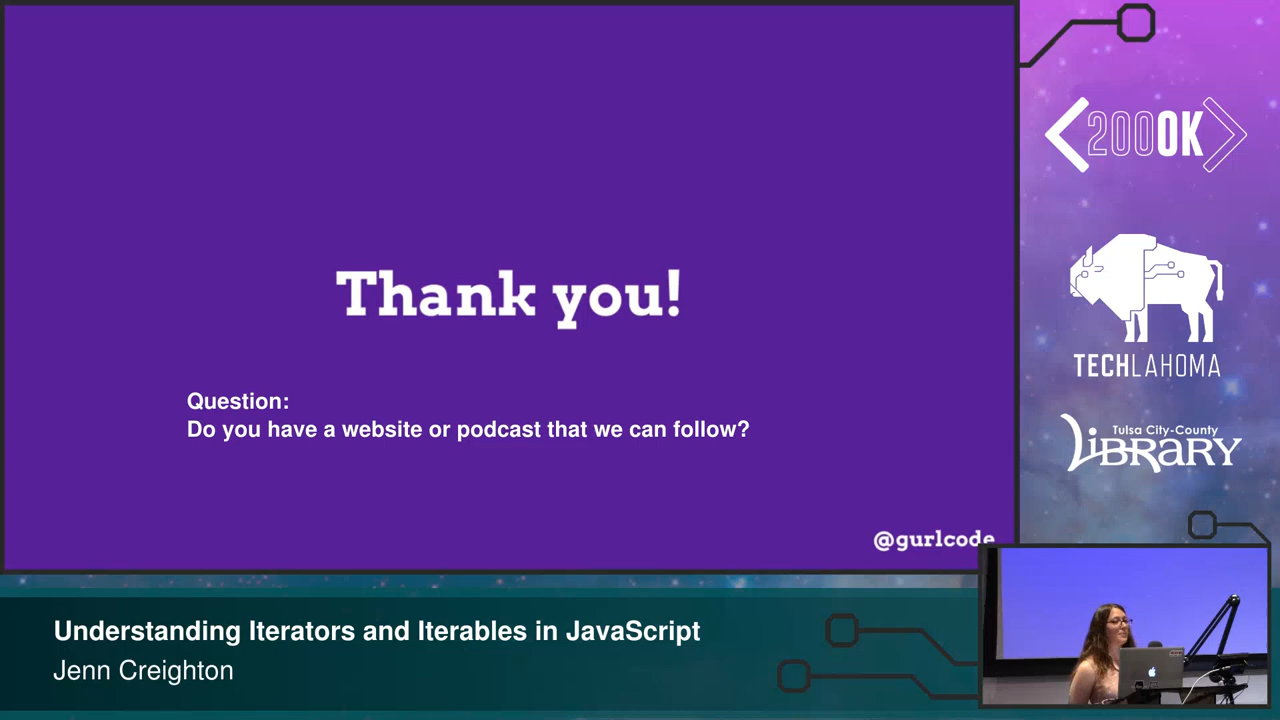 Thank you!
Question:
Do you have a website or podcast that we can follow?
@gurlcode
<200OK>
TECHLAHOMA
Tulsa City-County
LiBRARY
Understanding Iterators and Iterables in JavaScript
Jenn Creighton